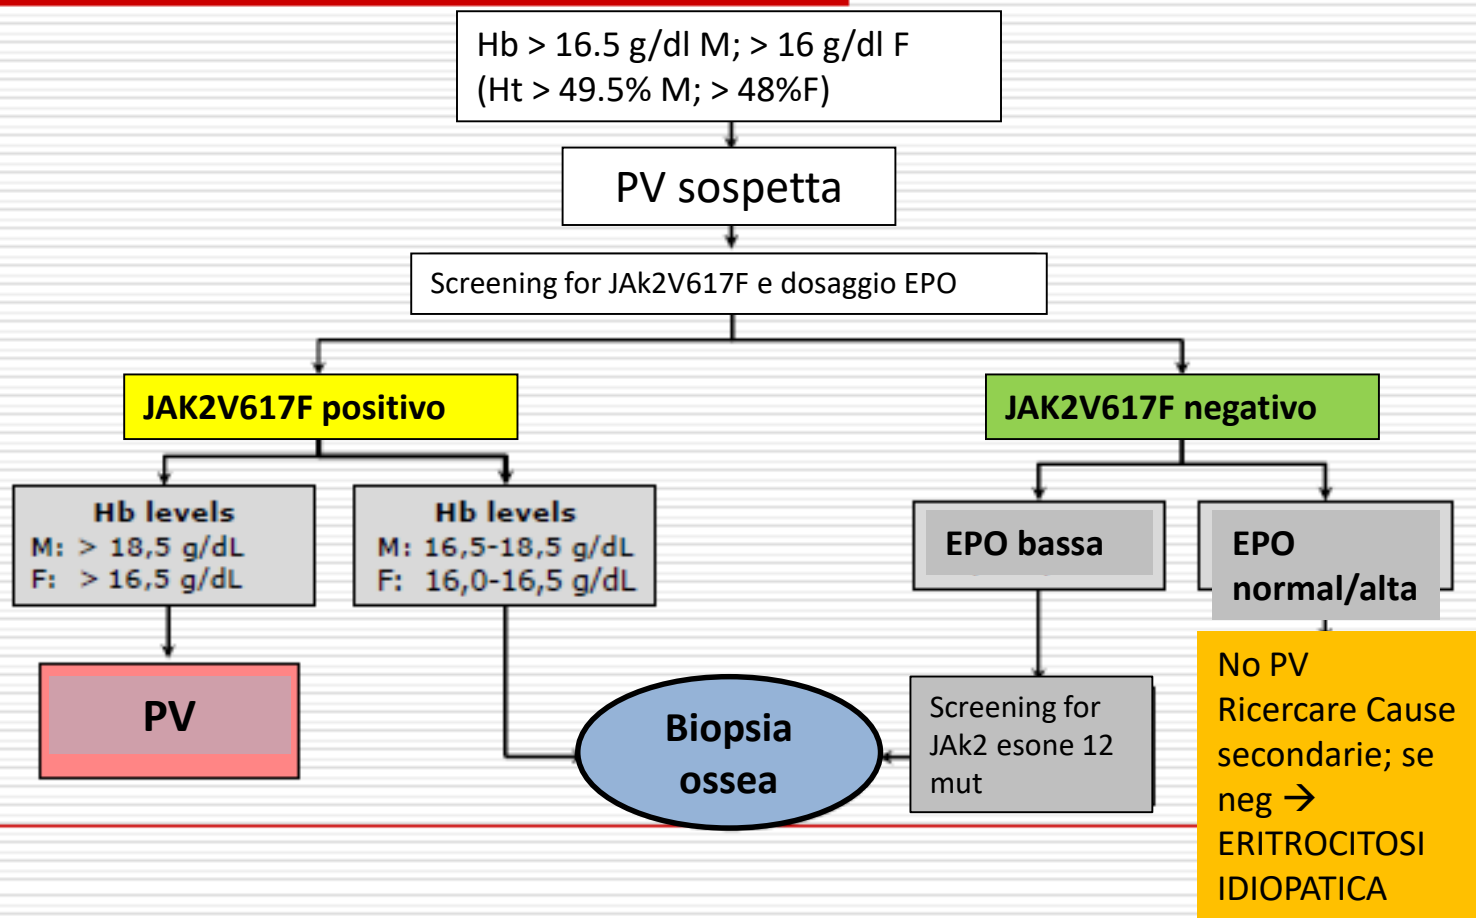 Hb > 16.5 g/dl M; > 16 g/dl F
(Ht > 49.5% M; > 48%F)
PV sospetta
Screening for JAk2V617F e dosaggio EPO
JAK2V617F positivo
JAK2V617F negativo
Hb levels
M: > 18,5 g/dL
F: > 16,5 g/dL
Hb levels
M: 16,5-18,5 g/dL
F: 16,0-16,5 g/dL
EPO bassa
EPO
normal/alta
PV
Biopsia
ossea
Screening for
JAk2 esone 12
mut
No PV
Ricercare Cause
secondarie; se
neg →
ERITROCITOSI
IDIOPATICA